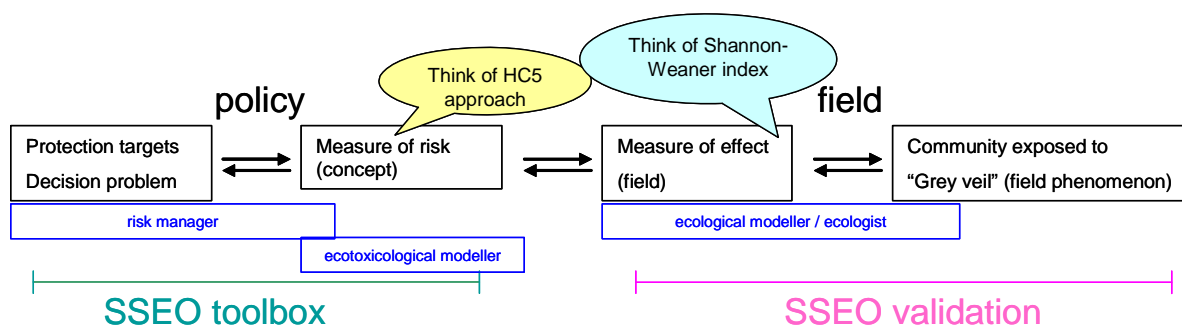 Think of Shannon-
Weaner index
Think of HC5
approach
policy
field
Protection targets
Decision problem
Measure of risk
(concept)
Measure of effect
(field)
Community exposed to
“Grey veil” (field phenomenon)
risk manager
ecological modeller / ecologist
ecotoxicological modeller
SSEO toolbox
SSEO validation